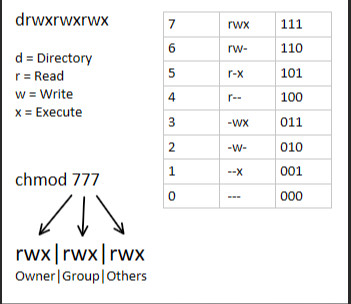 drwxrwxrwx
d = Directory
r = Read
w = Write
x = Execute
chmod 777
rwx|rwx|rwx
Owner|Group|Others
7 rwx 111
6 rw- 110
5 r-x 101
4 r-- 100
3 -wx 011
2 -w- 010
1 --x 001
0 --- 000